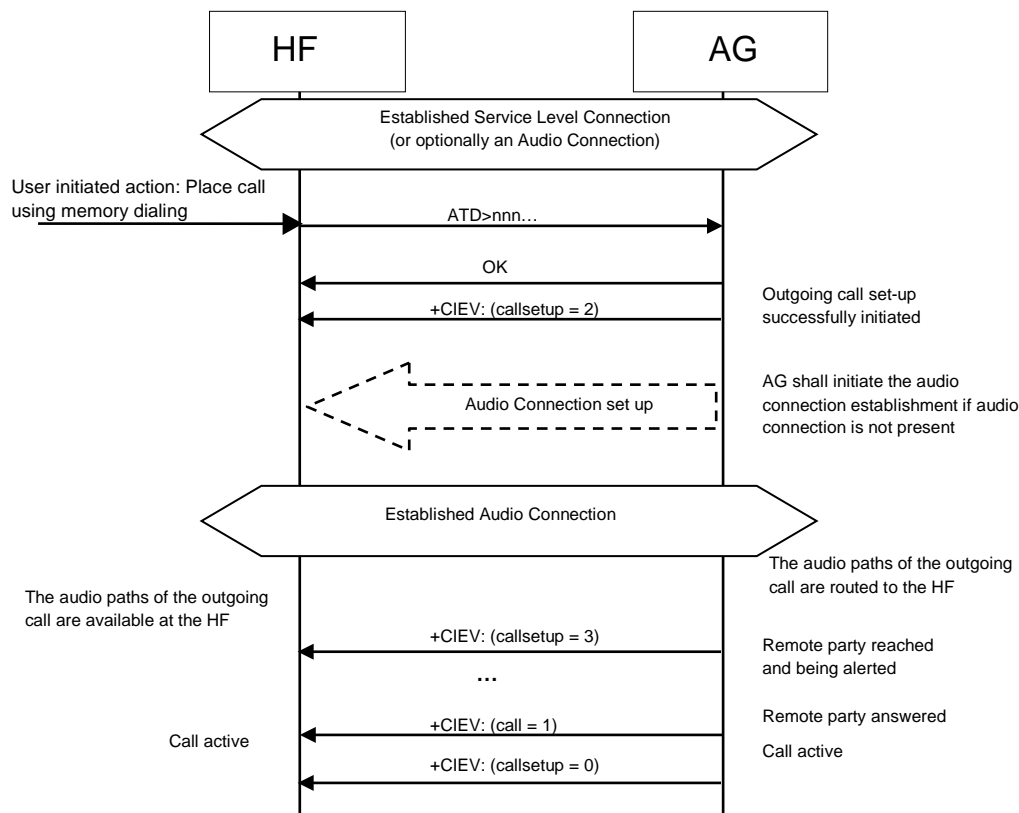 HF
AG
Established Service Level Connection
(or optionally an Audio Connection)
User initiated action: Place call
using memory dialing
ATD>nnn…
OK
+CIEV: (callsetup = 2)
Outgoing call set-up
successfully initiated
Audio Connection set up
AG shall initiate the audio
connection establishment if audio
connection is not present
Established Audio Connection
The audio paths of the outgoing
call are routed to the HF
The audio paths of the outgoing
call are available at the HF
+CIEV: (callsetup = 3)
Remote party reached
and being alerted
…
+CIEV: (call = 1)
Remote party answered
Call active
Call active
+CIEV: (callsetup = 0)